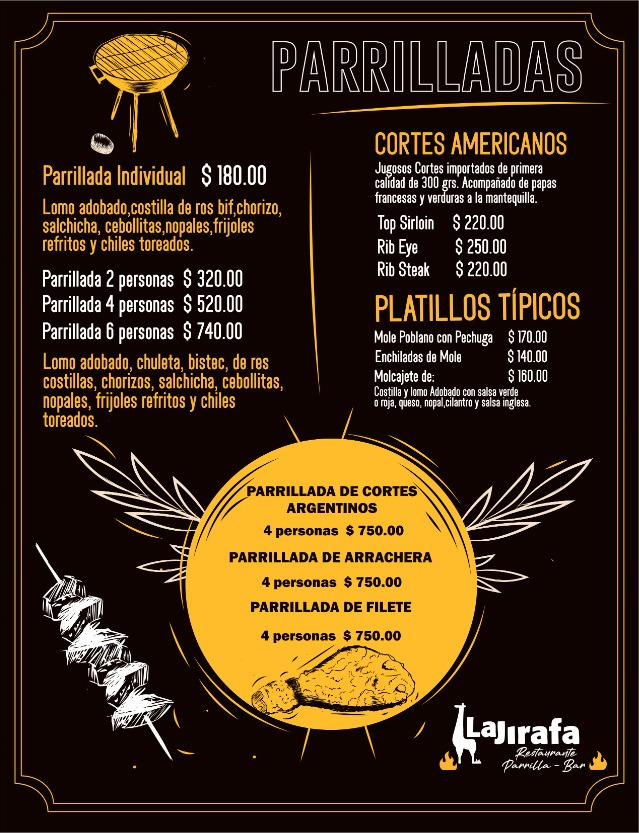 PARRILLADAS
Parrillada Individual $ 180.00
Lomo adobado,costilla de ros bif,chorizo,
salchicha, cebollitas,nopales,frijoles
refritos y chiles toreados.
Parrillada 2 personas $ 320.00
Parrillada 4 personas $ 520.00
Parrillada 6 personas $ 740.00
Lomo adobado, chuleta, bistec, de res
costillas, chorizos, salchicha, cebollitas,
nopales, frijoles refritos y chiles
toreados.
CORTES AMERICANOS
Jugosos Cortes importados de primera
calidad de 300 grs. Acompañado de papas
francesas y verduras a la mantequilla.
Top Sirloin $ 220.00
Rib Eye $ 250.00
Rib Steak $ 220.00
PLATILLOS TÍPICOS
Mole Poblano con Pechuga $ 170.00
Enchiladas de Mole $ 140.00
Molcajete de: $ 160.00
Costilla y lomo Adobado con salsa verde
o roja, queso, nopal,cilantro y salsa inglesa.
PARRILLADA DE CORTES
ARGENTINOS
4 personas $ 750.00
PARRILLADA DE ARRACHERA
4 personas $ 750.00
PARRILLADA DE FILETE
4 personas $ 750.00
LaJirafa
Restaurante
Parrilla - Bar